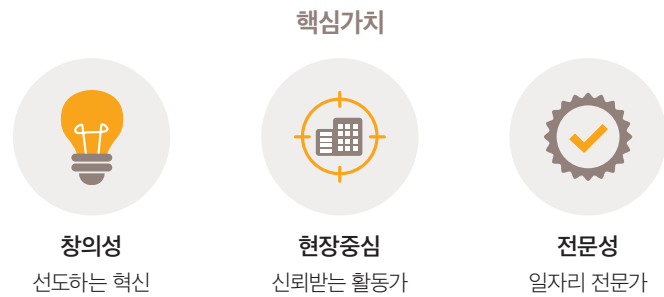 핵심가치
창의성
선도하는 혁신
현장중심
신뢰받는 활동가
전문성
일자리 전문가